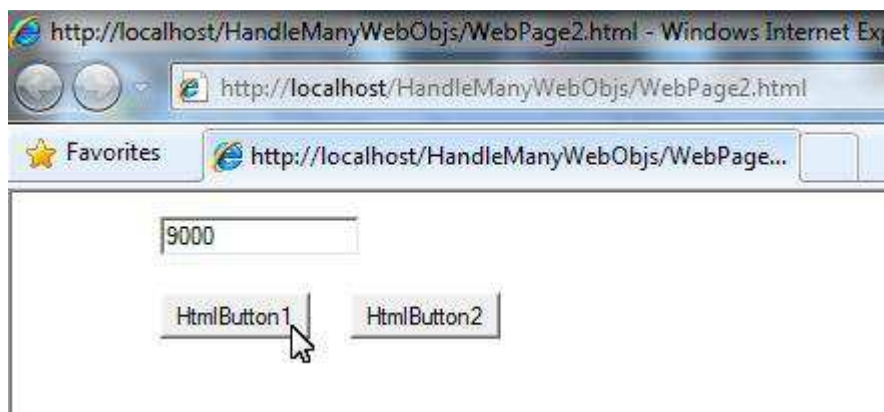 http://localhost/HandleManyWebObjs/WebPage2.html - Windows Internet Exp
http://localhost/HandleManyWebObjs/WebPage2.html
Favorites
http://localhost/HandleManyWebObjs/WebPage...
9000
HtmlButton1 HtmlButton2